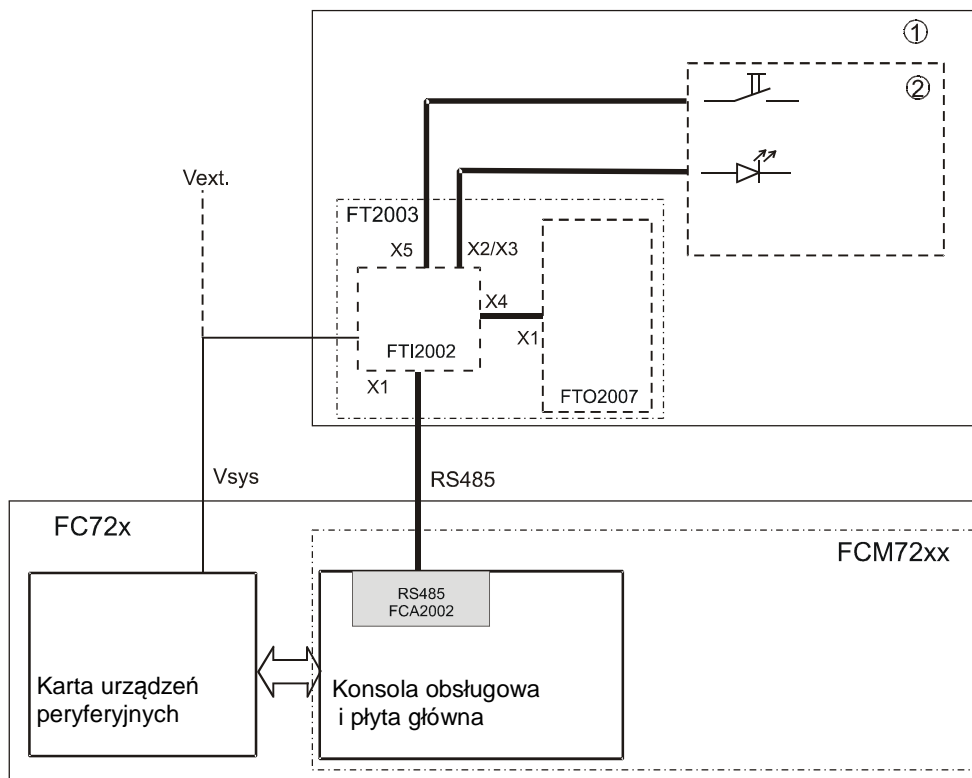 ①
②
Vext.
FT2003
X5
X2/X3
X4
X1
FTI2002
X1
FTO2007
Vsys
RS485
FC72x
FCM72xx
RS485
FCA2002
Karta urządzeń
peryferyjnych
Konsola obsługowa
i płyta główna